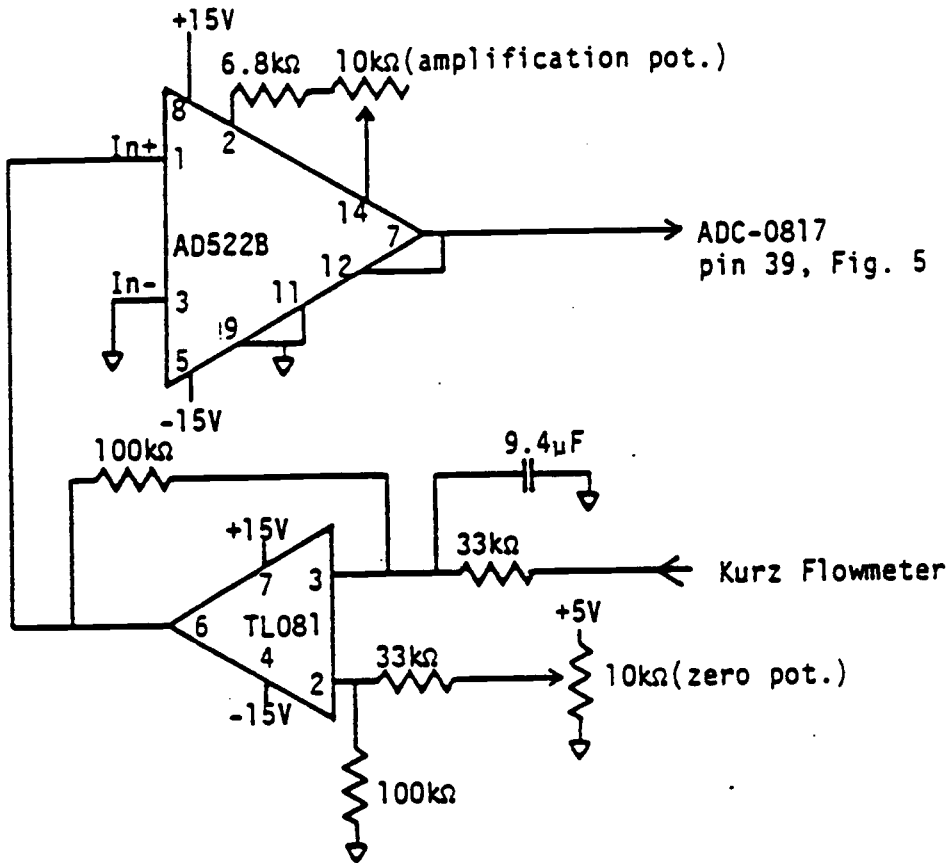 +15V
6.8kΩ
10kΩ(amplification pot.)
8
2
In+
1
14
7
ADC-0817
pin 39, Fig. 5
AD522B
12
In-
3
11
9
5
-15V
100kΩ
9.4μF
+15V
33kΩ
7
3
Kurz Flowmeter
+5V
6
TL081
4
33kΩ
10kΩ(zero pot.)
2
-15V
100kΩ